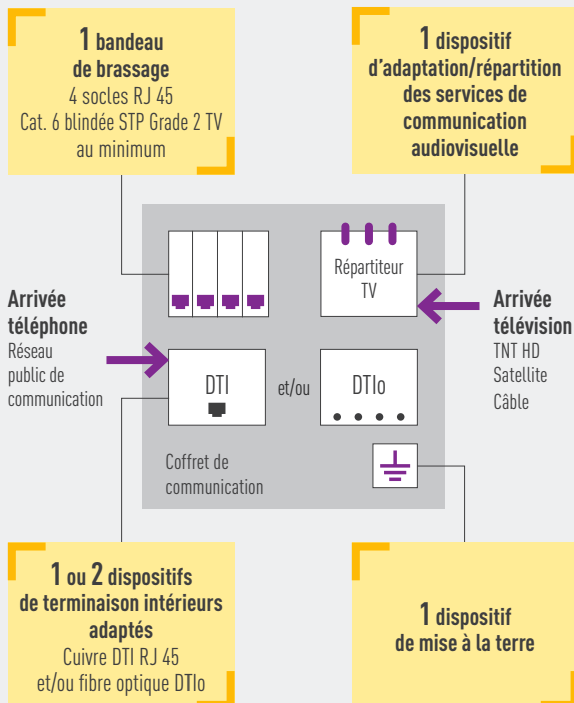 1 bandeau
de brassage
4 socles RJ 45
Cat. 6 blindée STP Grade 2 TV
au minimum
1 dispositif
d'adaptation/répartition
des services de
communication
audiovisuelle
Répartiteur
TV
Arrivée
téléphone
Réseau
public de
communication
Arrivée
télévision
TNT HD
Satellite
Câble
DTI
et/ou
DTIo
Coffret de
communication
1 ou 2 dispositifs
de terminaison intérieurs
adaptés
Cuivre DTI RJ 45
et/ou fibre optique DTIo
1 dispositif
de mise à la terre